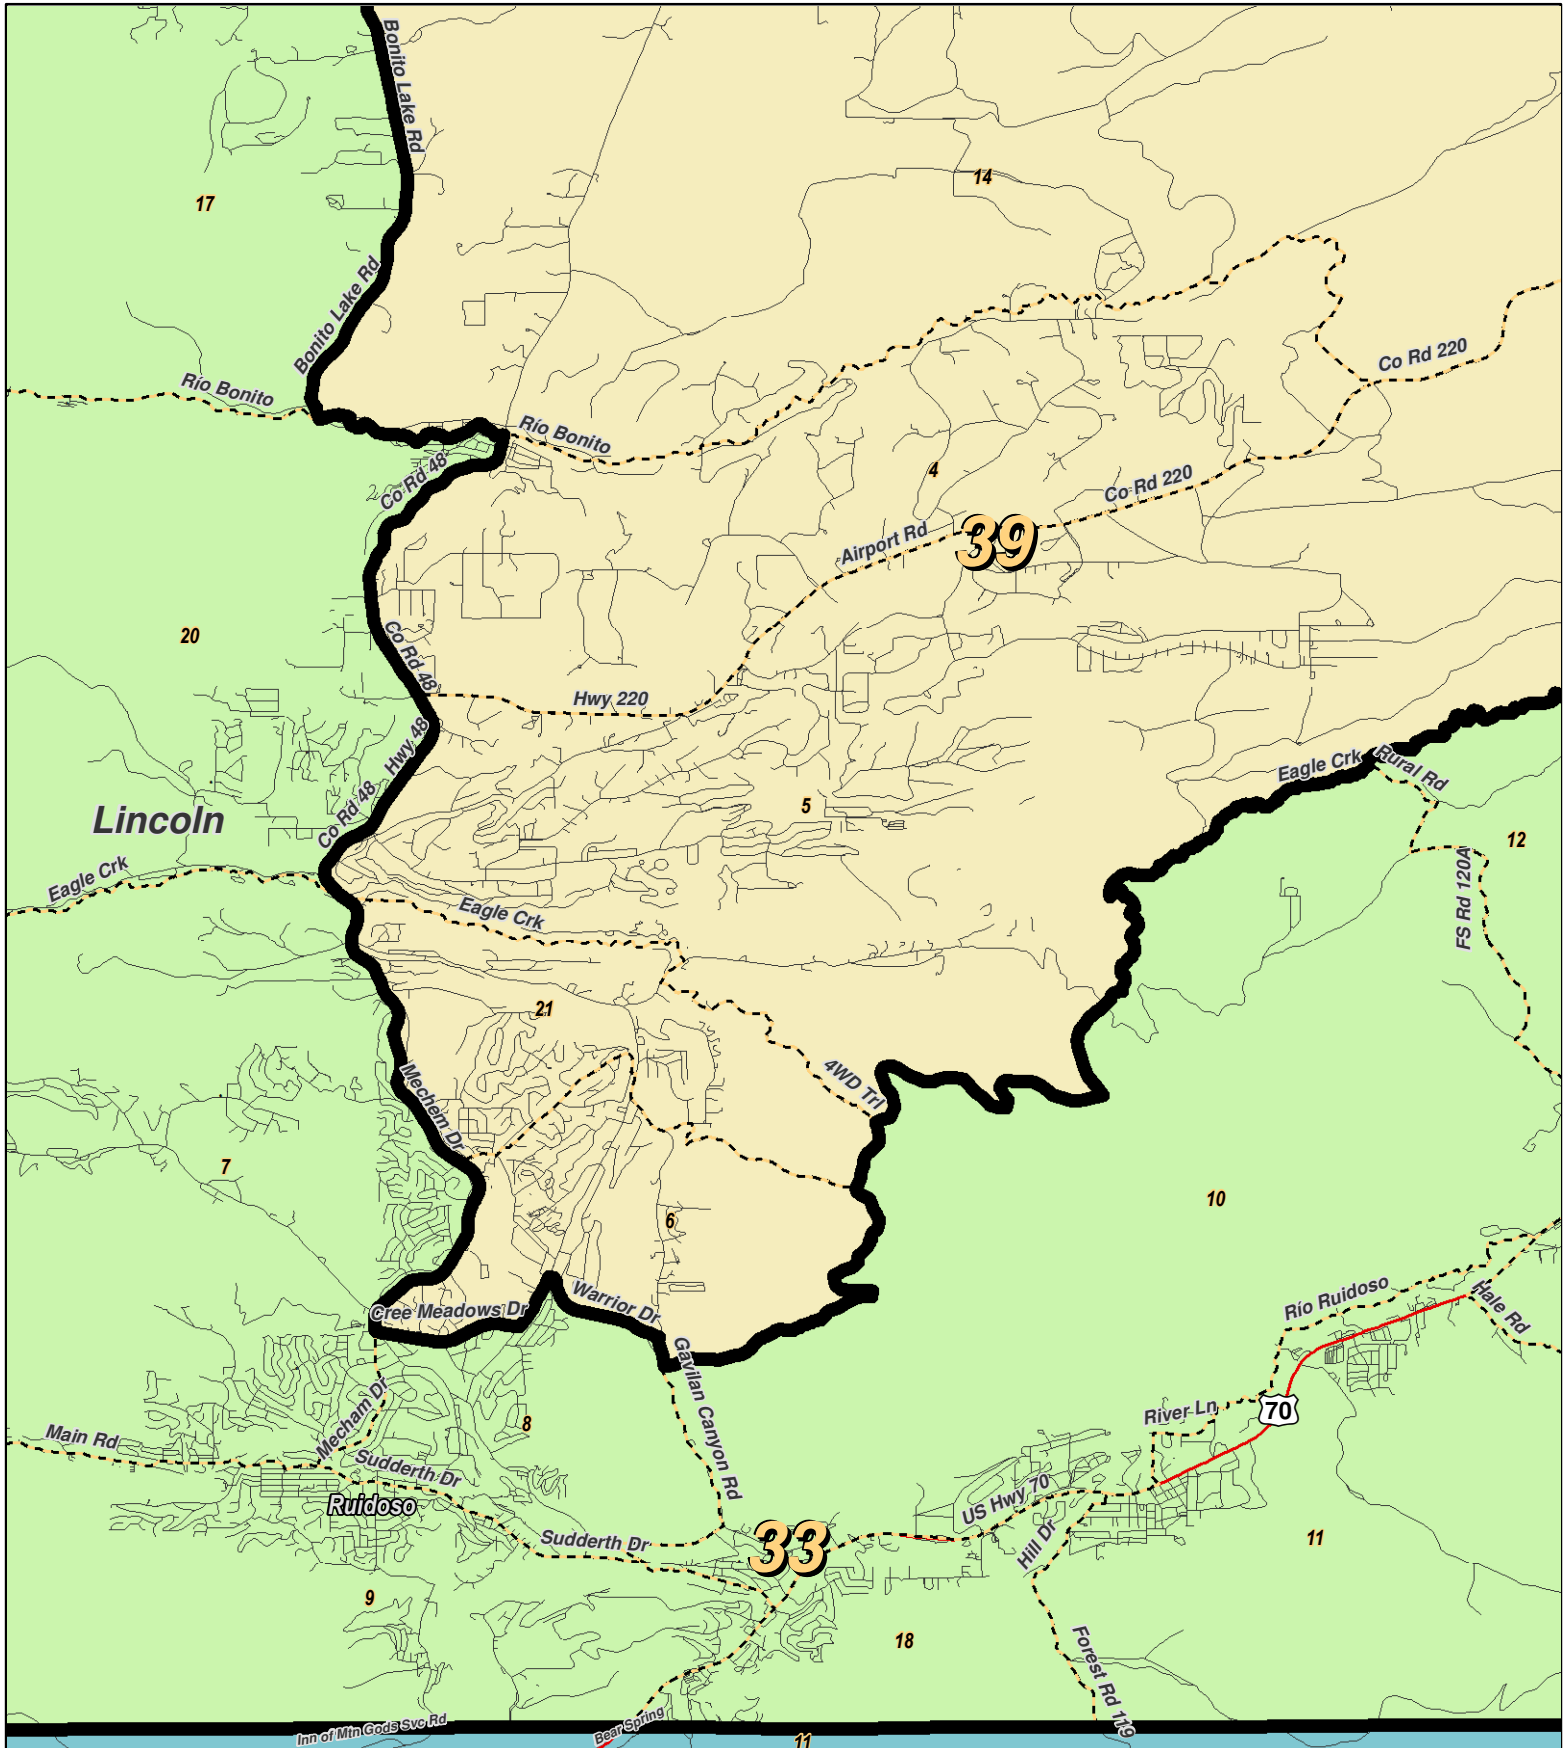 Bonito Lake Rd
14
17
Bonito Lake Rd
Co Rd 220
Río Bonito
Río Bonito
Co Rd 48
4
Co Rd 220
Airport Rd
39
20
Co Rd 48
Hwy 220
Hwy 48
Eagle Crk
Rural Rd
Co Rd 48
5
Lincoln
12
Eagle Crk
Eagle Crk
FS Rd 120A
21
4WD Trl
Mechem Dr
7
10
6
Cree Meadows Dr
Warrior Dr
Río Ruidoso
Hale Rd
Gavilan Canyon Rd
70
River Ln
8
Mecham Dr
Main Rd
Sudderth Dr
Ruidoso
US Hwy 70
Sudderth Dr
33
Hill Dr
11
9
18
Forest Rd 119
Inn of Mtn Gods Svc Rd
Bear Spring
11